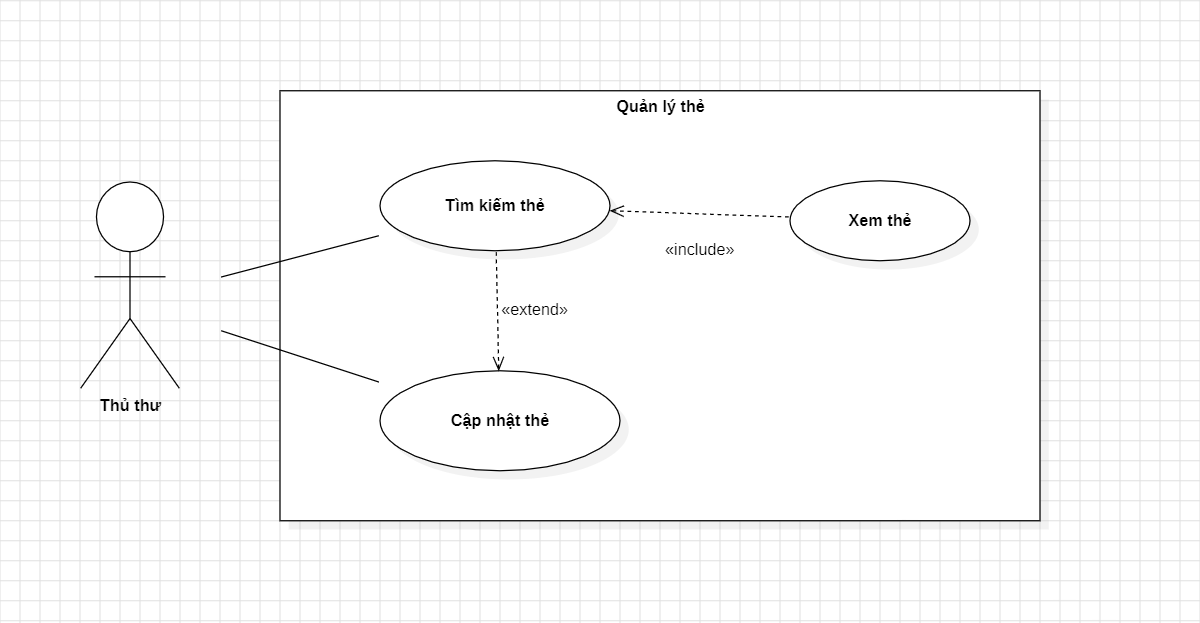 Quản lý thẻ
Tìm kiếm thẻ
Xem thẻ
«include»
«extend»
Thủ thư
Cập nhật thẻ